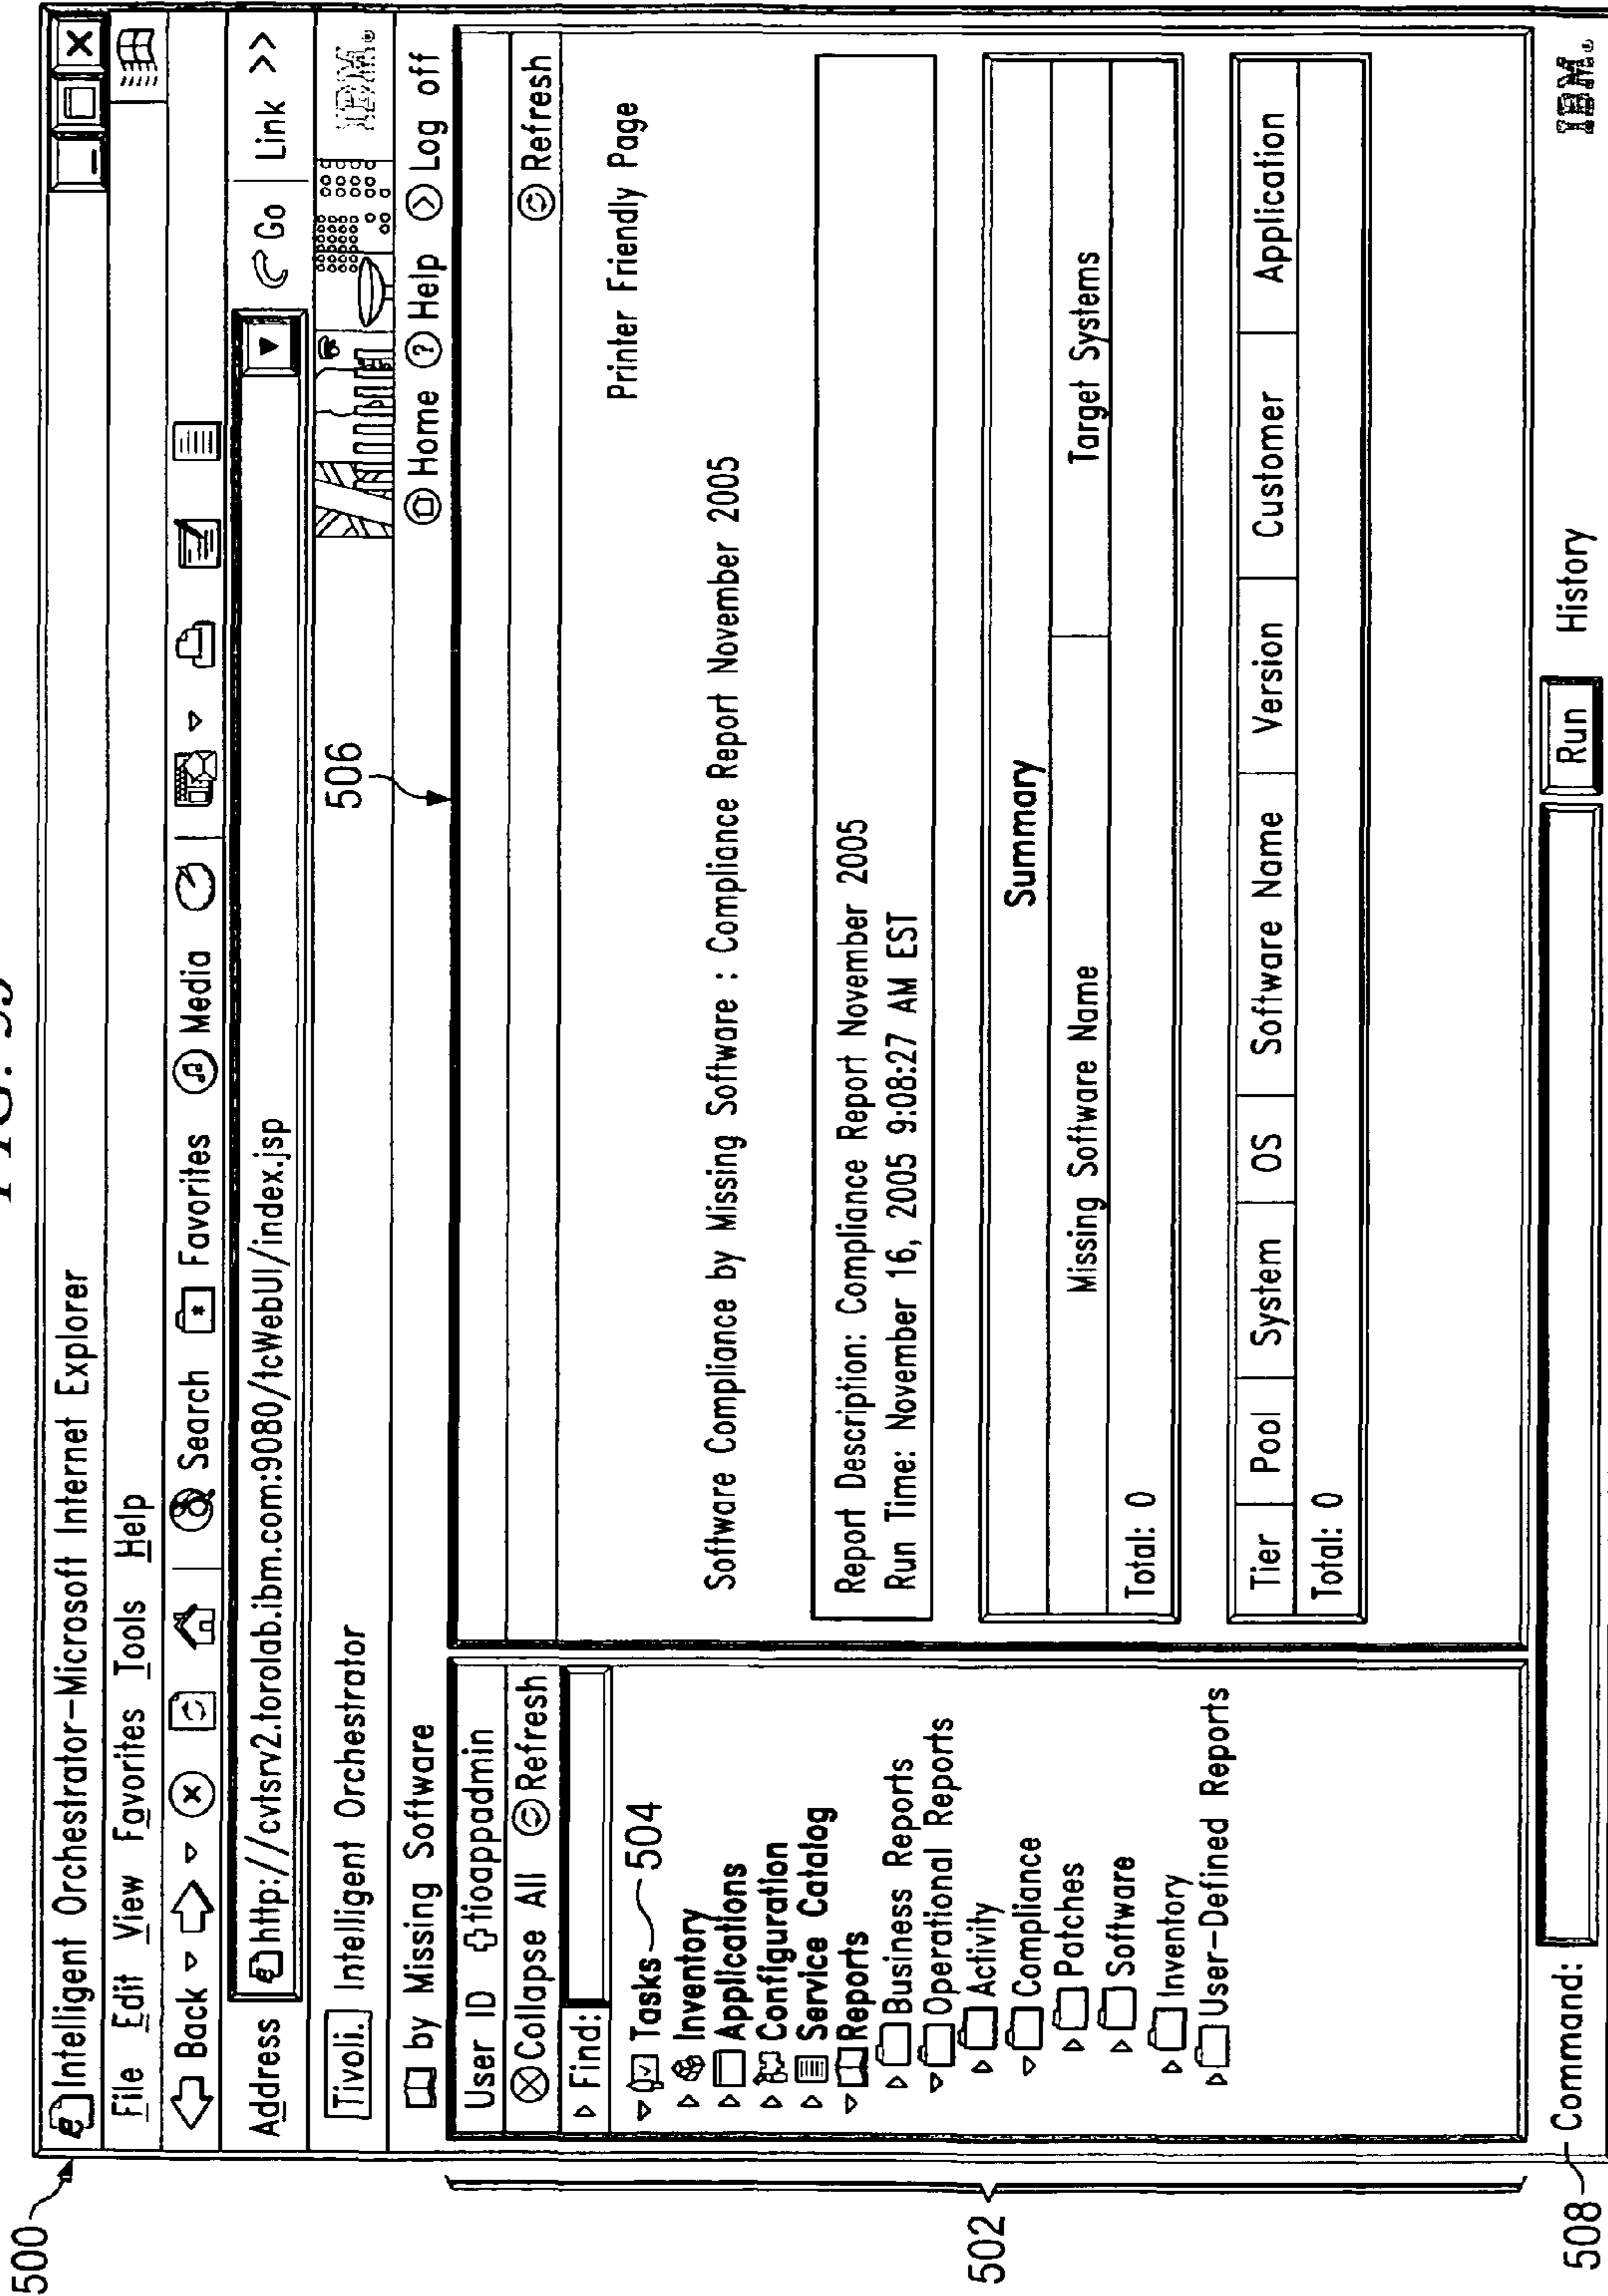 500
Intelligent Orchestrator-Microsoft Internet Explorer
File Edit View Favorites Tools Help
Back Search Favorites Media
Address http://cvtsrv2.torolab.ibm.com:9080/tcWebUI/index.jsp Go Link >>
Tivoli. Intelligent Orchestrator IBM.
506
by Missing Software Home ? Help > Log off
User ID tioappadmin
Collapse All Refresh
Find:
Tasks 504
Inventory
Applications
Configuration
Service Catalog
Reports
Business Reports
Operational Reports
Activity
Compliance
Patches
Software
Inventory
User-Defined Reports
502
Refresh
Printer Friendly Page
Software Compliance by Missing Software : Compliance Report November 2005
Report Description: Compliance Report November 2005
Run Time: November 16, 2005 9:08:27 AM EST
Summary
Missing Software Name Target Systems
Total: 0
Tier Pool System OS Software Name Version Customer Application
Total: 0
508 Command: Run History IBM.